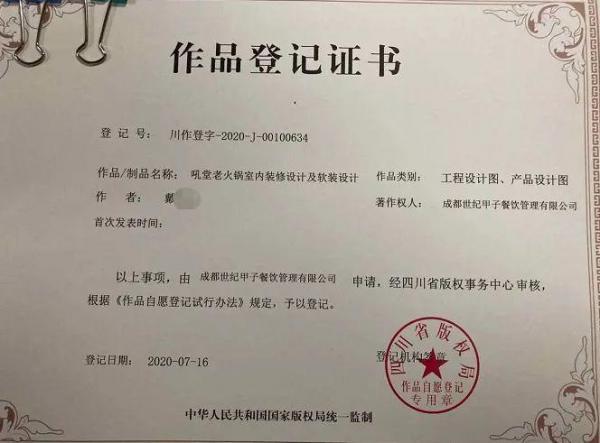 作品登记证书
登 记 号： 川作登字-2020-J-00100634
作品/制品名称： 吼堂老火锅室内装修设计及软装设计 作品类别： 工程设计图、产品设计图
作 者： 著作权人： 成都世纪甲子餐饮管理有限公司
首次发表时间：
以上事项，由 成都世纪甲子餐饮管理有限公司 申请，经四川省版权事务中心审核，
根据《作品自愿登记试行办法》规定，予以登记。
登记日期： 2020-07-16 登记机构签章
四川省版权局
作品自愿登记
专用章
中华人民共和国国家版权局统一监制